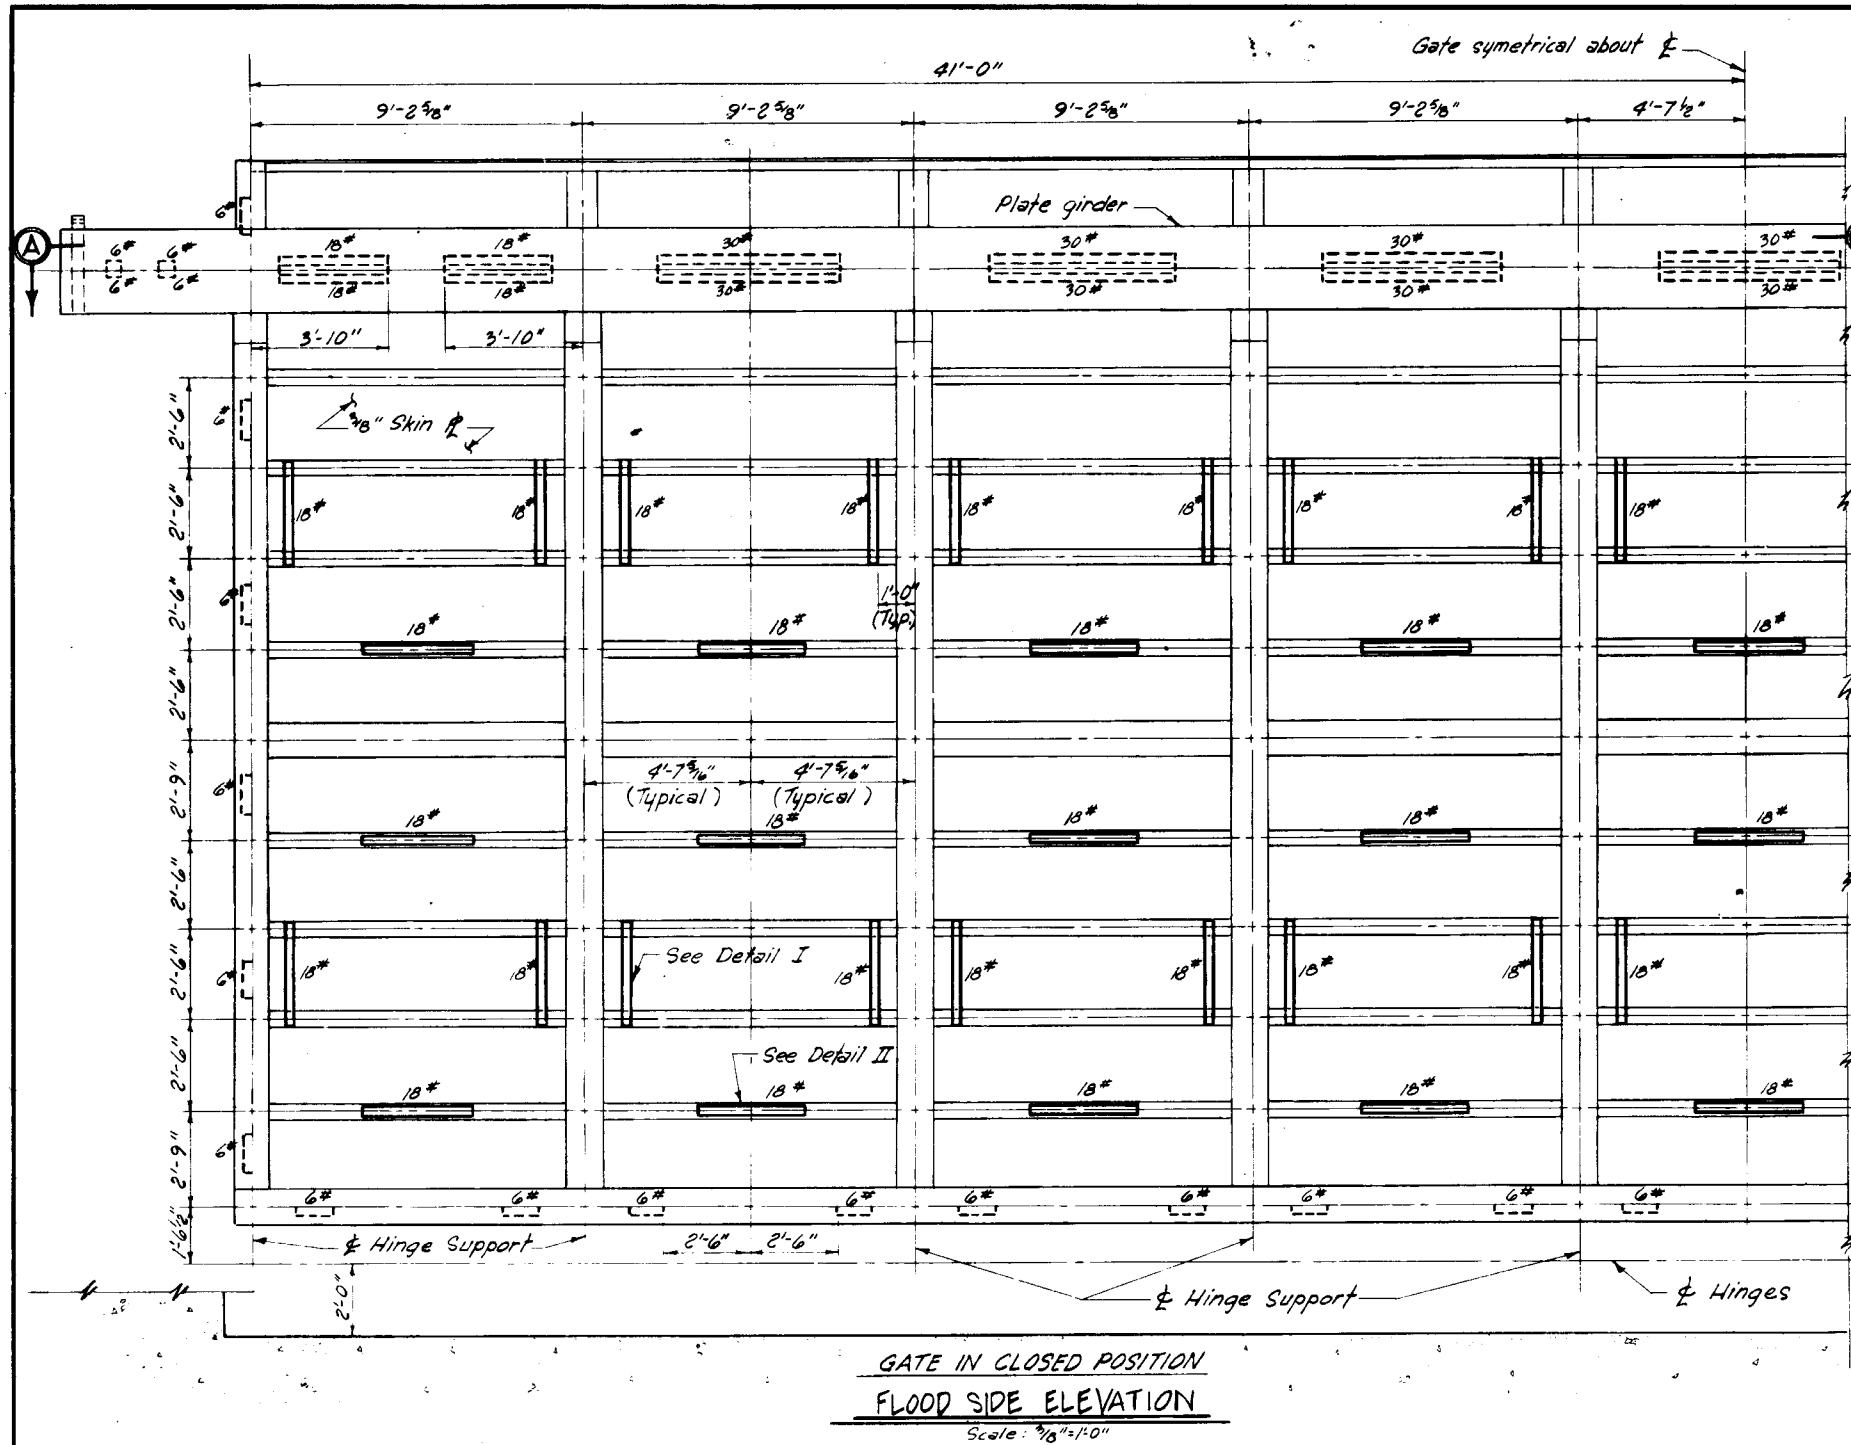 Gate symetrical about ℄
41'-0"
9'-2⅝" 9'-2⅝" 9'-2⅝" 9'-2⅝" 4'-7½"
6#
Plate girder
A
6# 6# 18# 18# 30# 30# 30# 30#
6# 6# 18# 18# 30# 30# 30# 30#
3'-10" 3'-10"
2'-6"
6#
⅜" Skin ℞
2'-6"
18# 18# 18# 18# 18# 18# 18# 18# 18#
2'-6"
6#
1'-0"
(Typ.)
18# 18# 18# 18# 18#
2'-6"
2'-6"
6#
4'-7 5/16" 4'-7 5/16"
(Typical) (Typical)
18# 18# 18# 18# 18#
2'-6"
2'-6"
6#
See Detail I
18# 18# 18# 18# 18# 18# 18# 18# 18#
2'-6"
See Detail II
18# 18# 18# 18# 18#
2'-6"
6#
6# 6# 6# 6# 6# 6# 6# 6# 6#
1'-6½"
℄ Hinge Support
2'-6" 2'-6"
2'-0"
℄ Hinge Support
℄ Hinges
GATE IN CLOSED POSITION
FLOOD SIDE ELEVATION
Scale: ⅜"=1'-0"